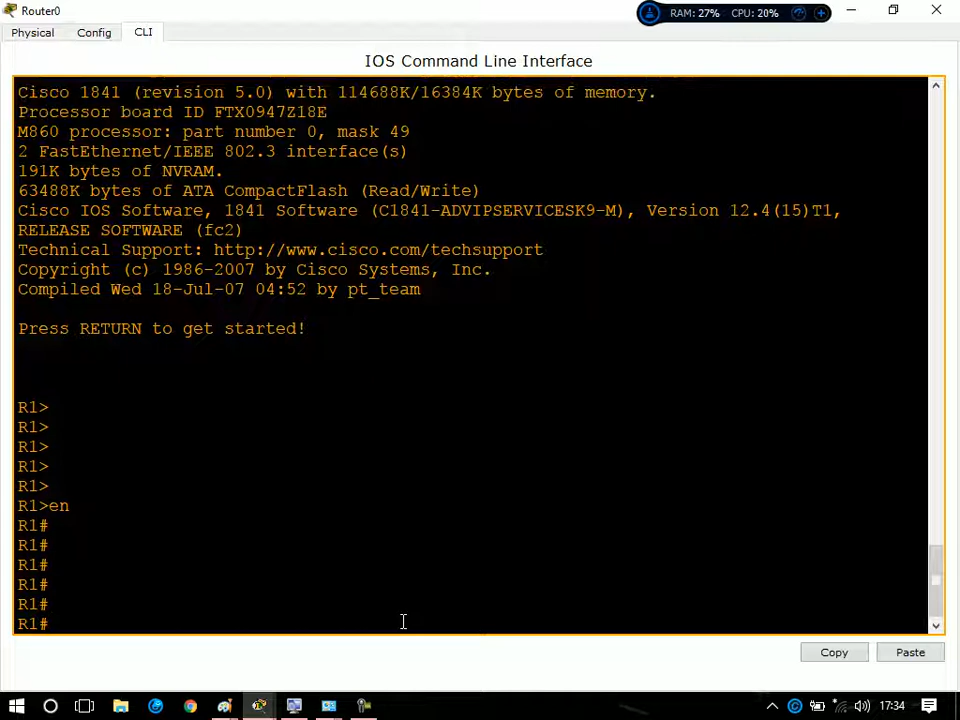 Router0
RAM: 27% CPU: 20%
Physical Config CLI
IOS Command Line Interface
Cisco 1841 (revision 5.0) with 114688K/16384K bytes of memory.
Processor board ID FTX0947Z18E
M860 processor: part number 0, mask 49
2 FastEthernet/IEEE 802.3 interface(s)
191K bytes of NVRAM.
63488K bytes of ATA CompactFlash (Read/Write)
Cisco IOS Software, 1841 Software (C1841-ADVIPSERVICESK9-M), Version 12.4(15)T1,
RELEASE SOFTWARE (fc2)
Technical Support: http://www.cisco.com/techsupport
Copyright (c) 1986-2007 by Cisco Systems, Inc.
Compiled Wed 18-Jul-07 04:52 by pt_team
Press RETURN to get started!
R1>
R1>
R1>
R1>
R1>
R1>en
R1#
R1#
R1#
R1#
R1#
R1#
Copy Paste
17:34